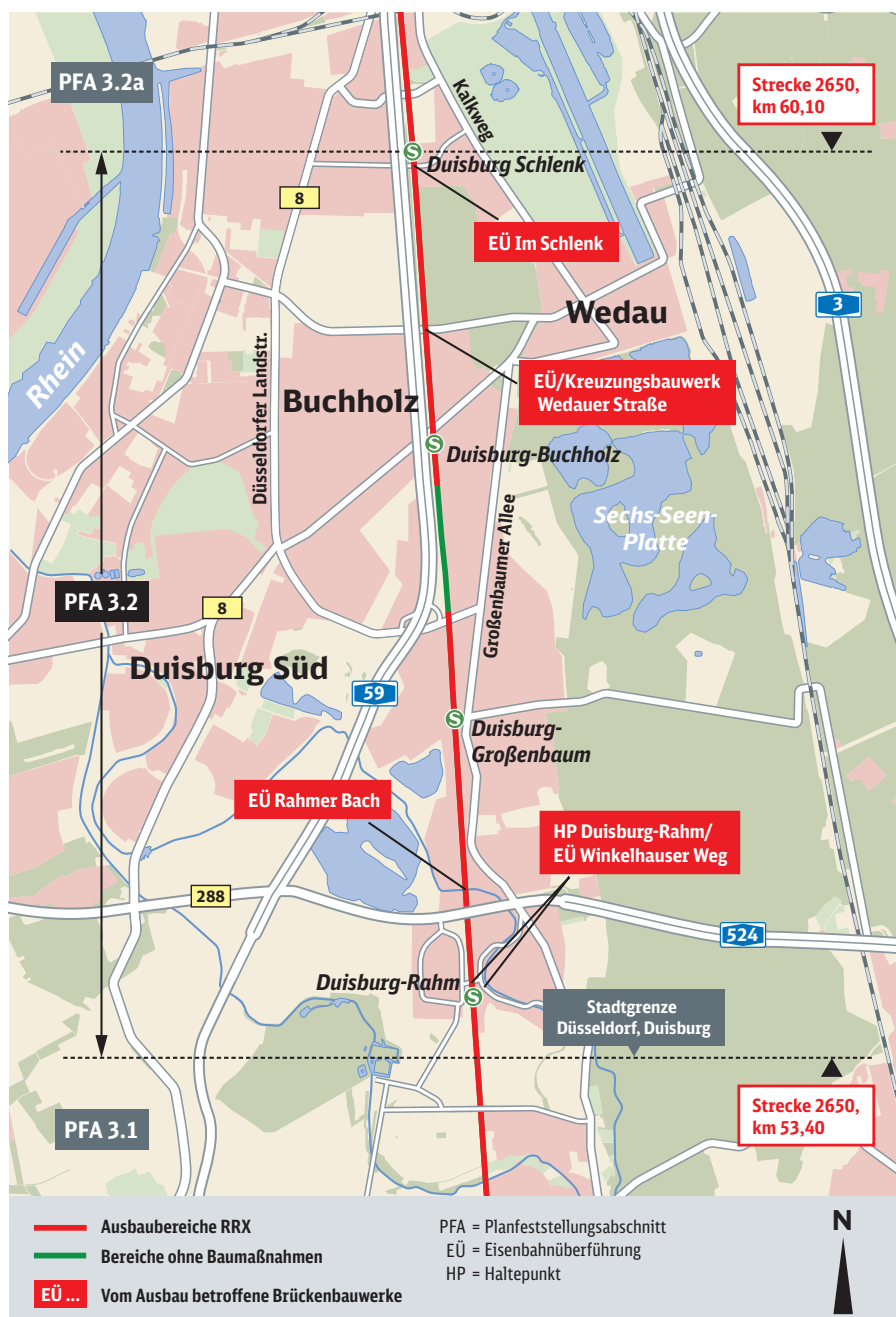 PFA 3.2a
Kalkweg
Strecke 2650,
km 60,10
S
Duisburg Schlenk
8
EÜ Im Schlenk
3
Wedau
Rhein
Düsseldorfer Landstr.
EÜ/Kreuzungsbauwerk
Wedauer Straße
Buchholz
S
Duisburg-Buchholz
Sechs-Seen-
Platte
Großenbaumer Allee
PFA 3.2
8
Duisburg Süd
59
S
Duisburg-
Großenbaum
EÜ Rahmer Bach
HP Duisburg-Rahm/
EÜ Winkelhauser Weg
288
524
Duisburg-Rahm
S
Stadtgrenze
Düsseldorf, Duisburg
PFA 3.1
Strecke 2650,
km 53,40
Ausbaubereiche RRX
Bereiche ohne Baumaßnahmen
EÜ ... Vom Ausbau betroffene Brückenbauwerke
PFA = Planfeststellungsabschnitt
EÜ = Eisenbahnüberführung
HP = Haltepunkt
N